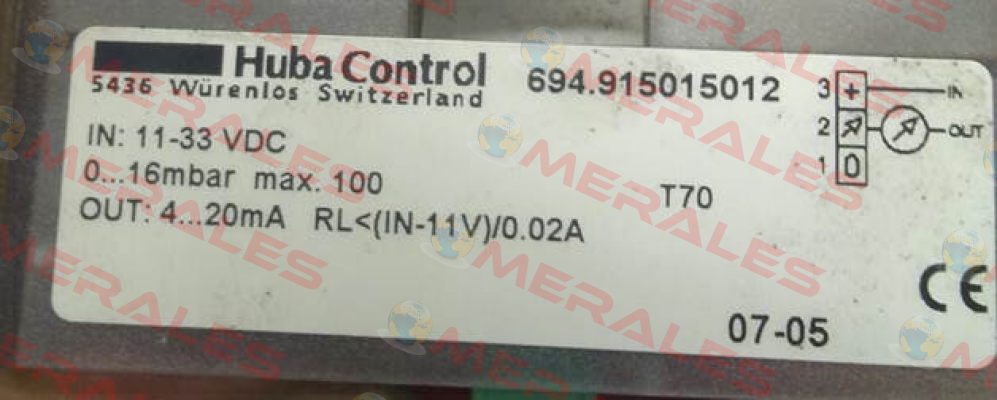 Huba Control
5436 Würenlos Switzerland
694.915015012
3 + IN
2 OUT
1 0
IN: 11-33 VDC
0...16mbar max. 100
T70
OUT: 4...20mA RL<(IN-11V)/0.02A
CE
07-05
OMERALES